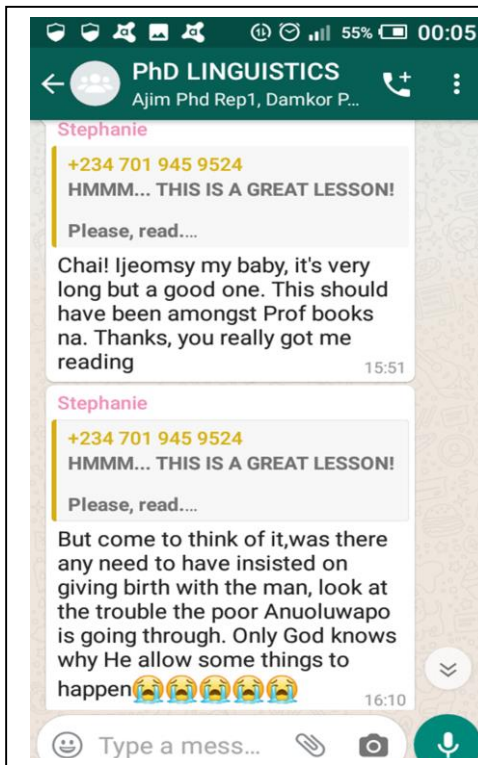 55% 00:05
PhD LINGUISTICS
Ajim Phd Rep1, Damkor P...
Stephanie
+234 701 945 9524
HMMM... THIS IS A GREAT LESSON!
Please, read....
Chai! Ijeomsy my baby, it's very
long but a good one. This should
have been amongst Prof books
na. Thanks, you really got me
reading
15:51
Stephanie
+234 701 945 9524
HMMM... THIS IS A GREAT LESSON!
Please, read....
But come to think of it,was there
any need to have insisted on
giving birth with the man, look at
the trouble the poor Anuoluwapo
is going through. Only God knows
why He allow some things to
happen😭😭😭😭😭
16:10
Type a mess...